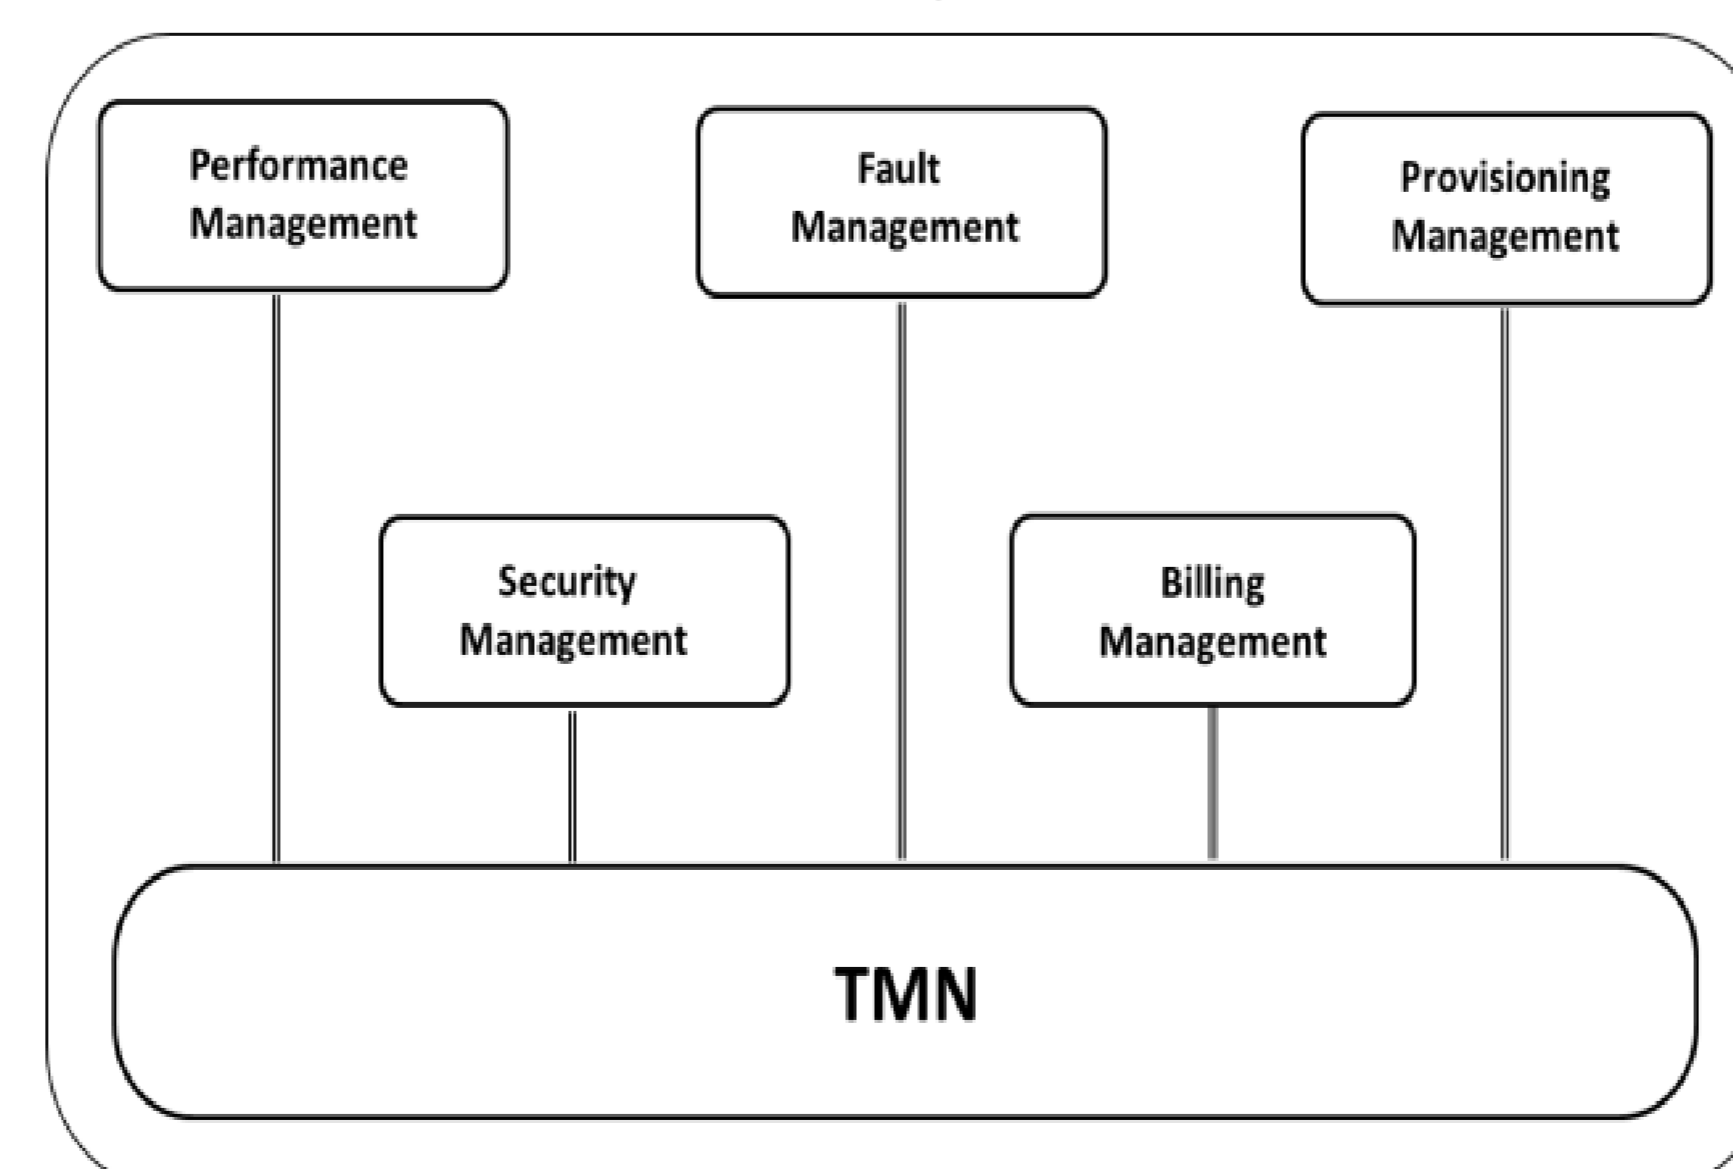 Performance
Management
Fault
Management
Provisioning
Management
Security
Management
Billing
Management
TMN